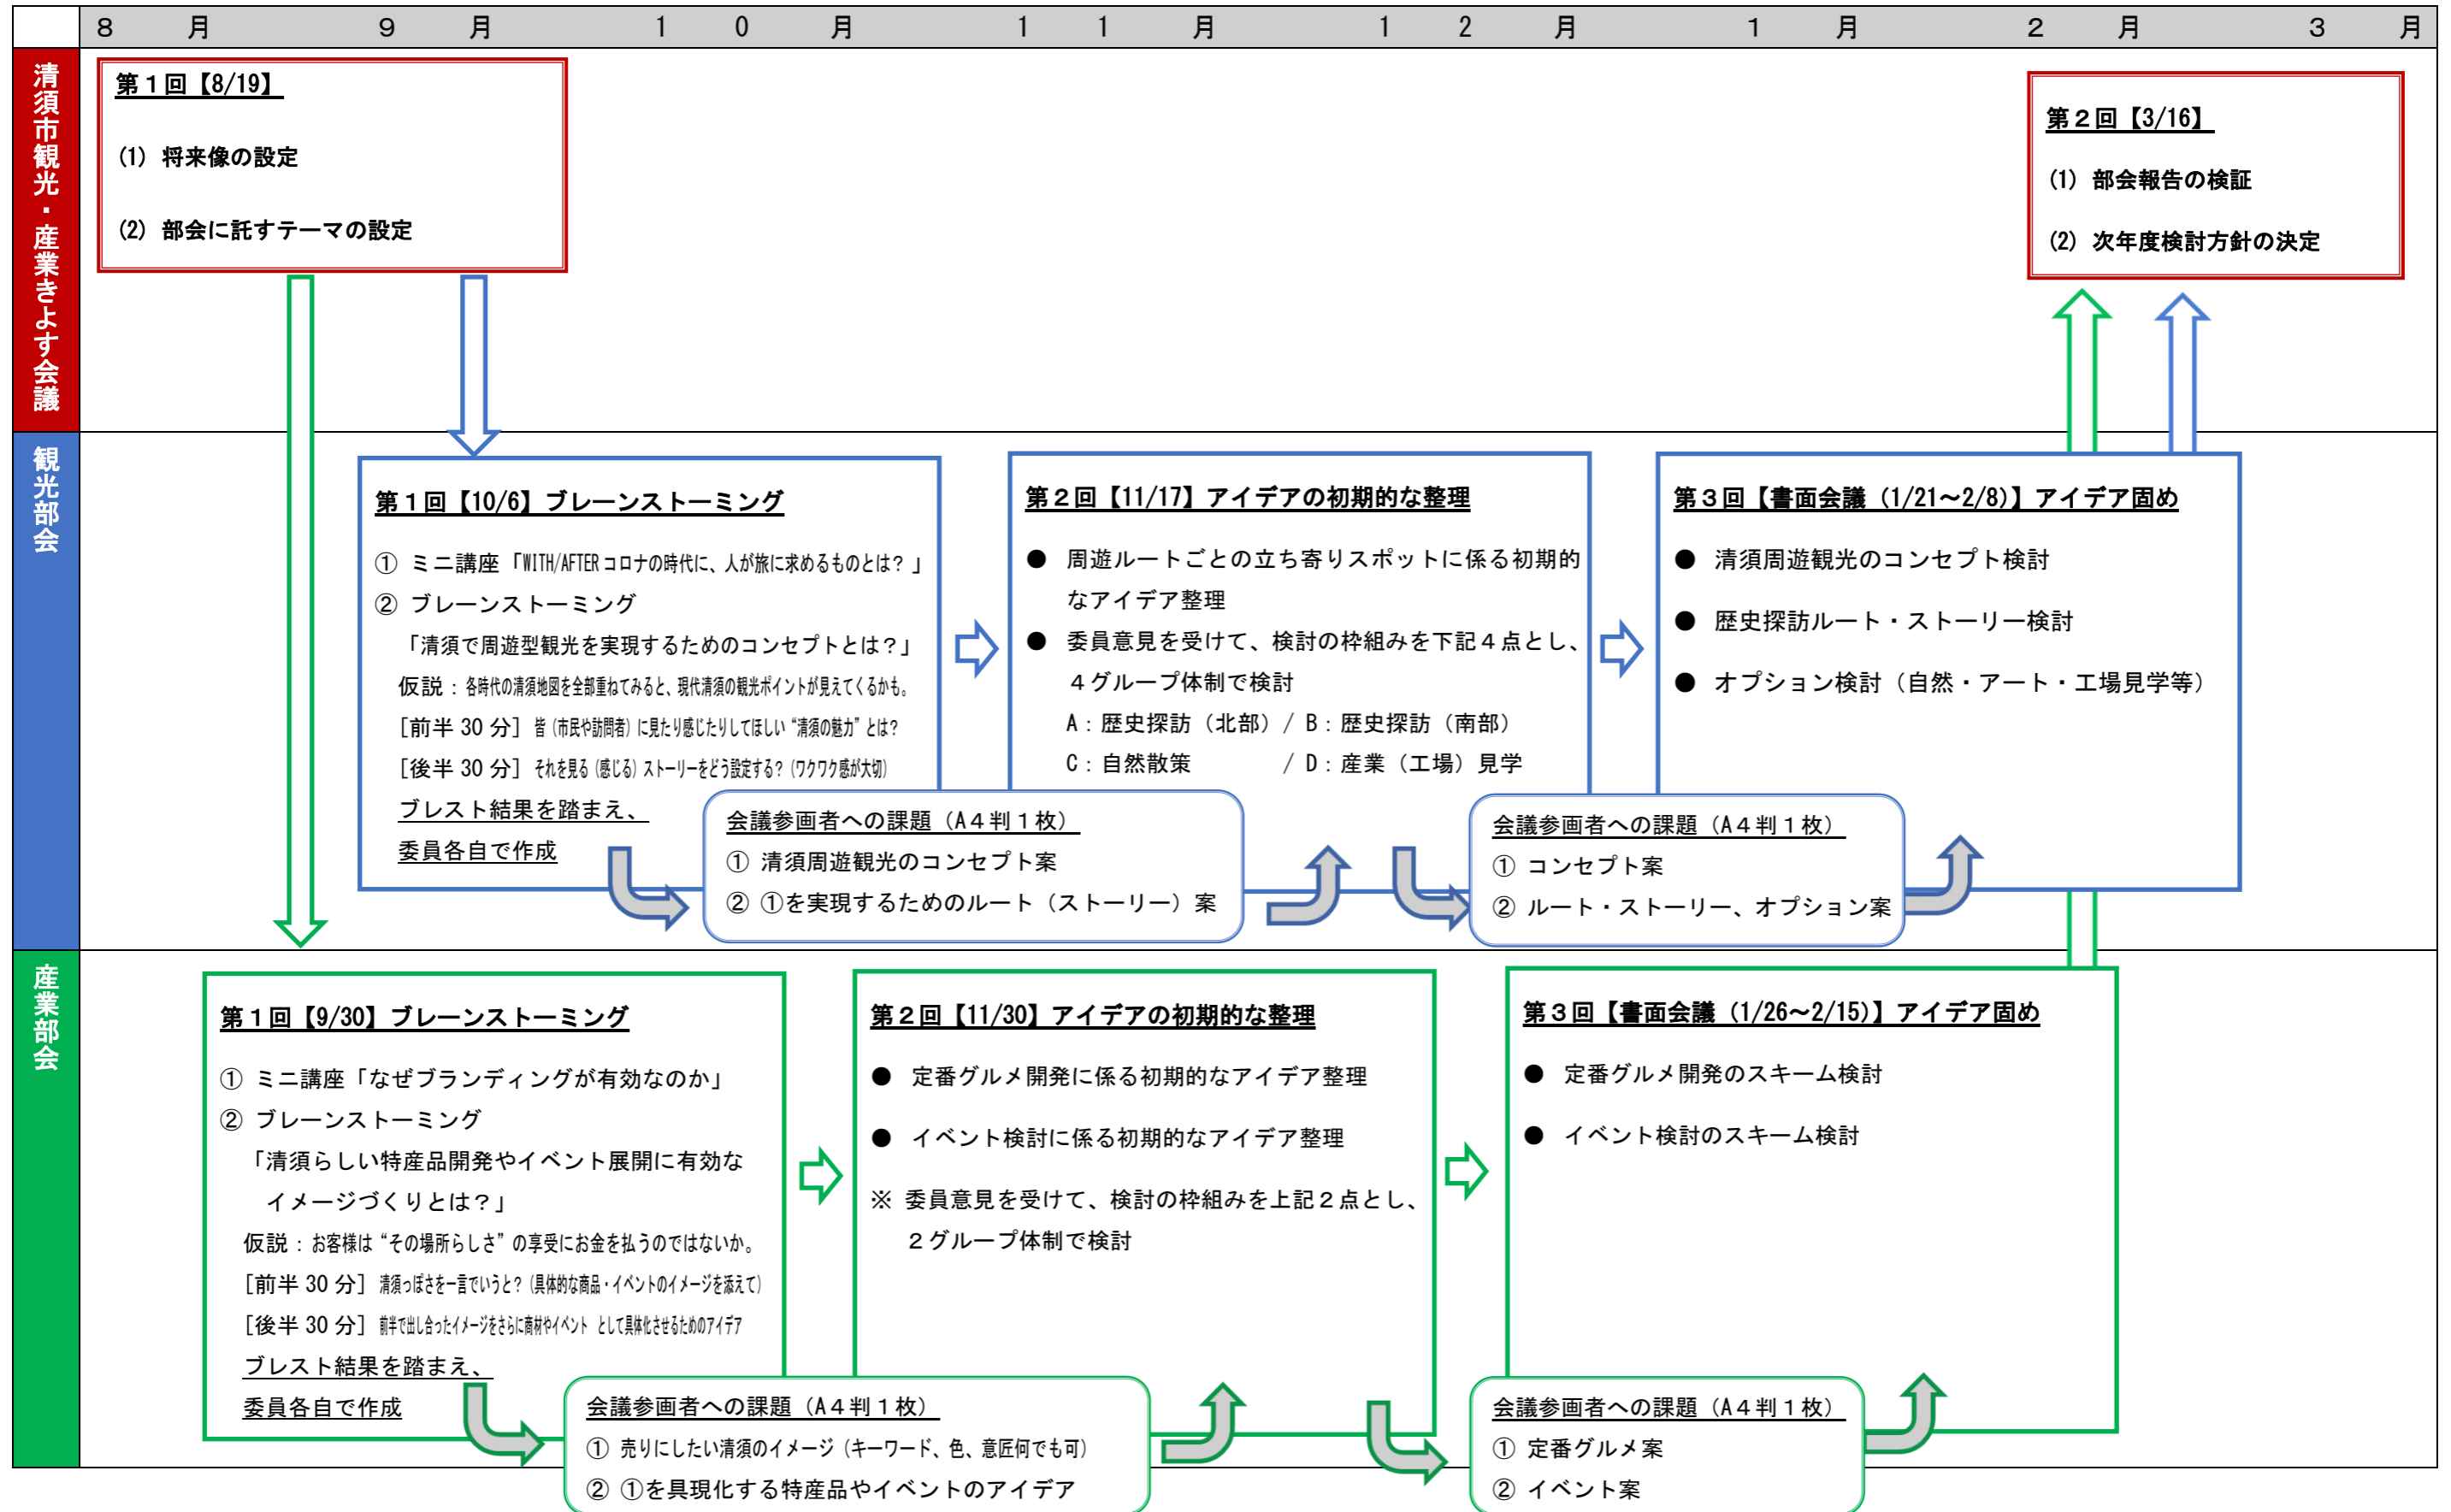 8月 9月 10月 11月 12月 1月 2月 3月
清須市観光・産業きよす会議
第1回【8/19】
(1) 将来像の設定
(2) 部会に託すテーマの設定
第2回【3/16】
(1) 部会報告の検証
(2) 次年度検討方針の決定
観光部会
第1回【10/6】ブレーンストーミング
① ミニ講座「WITH/AFTERコロナの時代に、人が旅に求めるものとは?」
② ブレーンストーミング
「清須で周遊型観光を実現するためのコンセプトとは?」
仮説:各時代の清須地図を全部重ねてみると、現代清須の観光ポイントが見えてくるかも。
[前半30分] 皆(市民や訪問者)に見たり感じたりしてほしい“清須の魅力”とは?
[後半30分] それを見る(感じる)ストーリーをどう設定する?(ワクワク感が大切)
ブレスト結果を踏まえ、
委員各自で作成
会議参画者への課題(A4判1枚)
① 清須周遊観光のコンセプト案
② ①を実現するためのルート(ストーリー)案
第2回【11/17】アイデアの初期的な整理
● 周遊ルートごとの立ち寄りスポットに係る初期的
なアイデア整理
● 委員意見を受けて、検討の枠組みを下記4点とし、
4グループ体制で検討
A:歴史探訪(北部)/ B:歴史探訪(南部)
C:自然散策 / D:産業(工場)見学
会議参画者への課題(A4判1枚)
① コンセプト案
② ルート・ストーリー、オプション案
第3回【書面会議(1/21~2/8)】アイデア固め
● 清須周遊観光のコンセプト検討
● 歴史探訪ルート・ストーリー検討
● オプション検討(自然・アート・工場見学等)
産業部会
第1回【9/30】ブレーンストーミング
① ミニ講座「なぜブランディングが有効なのか」
② ブレーンストーミング
「清須らしい特産品開発やイベント展開に有効な
イメージづくりとは?」
仮説:お客様は“その場所らしさ”の享受にお金を払うのではないか。
[前半30分] 清須っぽさを一言でいうと?(具体的な商品・イベントのイメージを添えて)
[後半30分] 前半で出し合ったイメージをさらに商材やイベント として具体化させるためのアイデア
ブレスト結果を踏まえ、
委員各自で作成
会議参画者への課題(A4判1枚)
① 売りにしたい清須のイメージ(キーワード、色、意匠何でも可)
② ①を具現化する特産品やイベントのアイデア
第2回【11/30】アイデアの初期的な整理
● 定番グルメ開発に係る初期的なアイデア整理
● イベント検討に係る初期的なアイデア整理
※ 委員意見を受けて、検討の枠組みを上記2点とし、
2グループ体制で検討
会議参画者への課題(A4判1枚)
① 定番グルメ案
② イベント案
第3回【書面会議(1/26~2/15)】アイデア固め
● 定番グルメ開発のスキーム検討
● イベント検討のスキーム検討